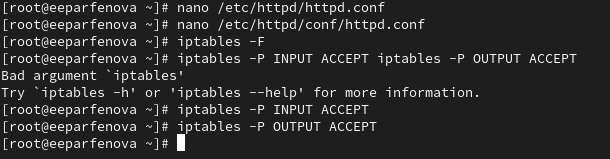 [root@eeparfenova ~]# nano /etc/httpd/httpd.conf
[root@eeparfenova ~]# nano /etc/httpd/conf/httpd.conf
[root@eeparfenova ~]# iptables -F
[root@eeparfenova ~]# iptables -P INPUT ACCEPT iptables -P OUTPUT ACCEPT
Bad argument `iptables'
Try `iptables -h' or 'iptables --help' for more information.
[root@eeparfenova ~]# iptables -P INPUT ACCEPT
[root@eeparfenova ~]# iptables -P OUTPUT ACCEPT
[root@eeparfenova ~]#